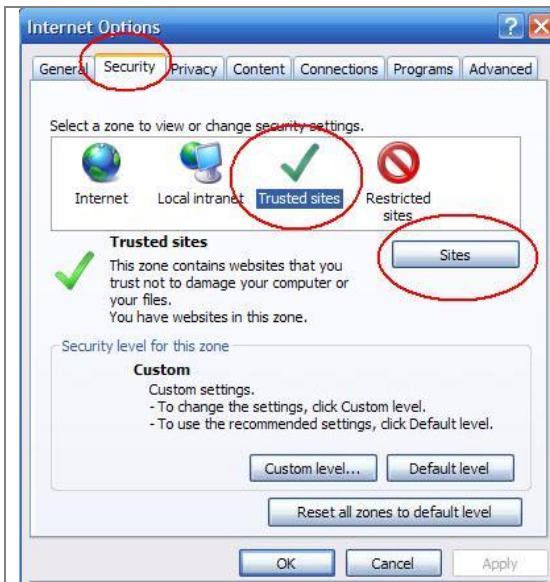 Internet Options
General Security Privacy Content Connections Programs Advanced
Select a zone to view or change security settings.
Internet Local intranet Trusted sites Restricted
sites
Trusted sites
Sites
This zone contains websites that you
trust not to damage your computer or
your files.
You have websites in this zone.
Security level for this zone
Custom
Custom settings.
- To change the settings, click Custom level.
- To use the recommended settings, click Default level.
Custom level... Default level
Reset all zones to default level
OK Cancel Apply